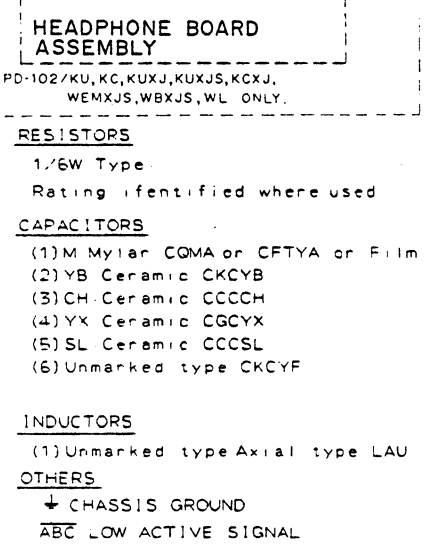 HEADPHONE BOARD
ASSEMBLY
PD-102/KU, KC, KUXJ, KUXJS, KCXJ,
WEMXJS, WBXJS, WL ONLY.
RESISTORS
1/6W Type
Rating ifentified where used
CAPACITORS
(1) M Mylar CQMA or CFTYA or Film
(2) YB Ceramic CKCYB
(3) CH Ceramic CCCCH
(4) YX Ceramic CGCYX
(5) SL Ceramic CCCSL
(6) Unmarked type CKCYF
INDUCTORS
(1) Unmarked type Axial type LAU
OTHERS
⏚ CHASSIS GROUND
A̅B̅C̅ LOW ACTIVE SIGNAL